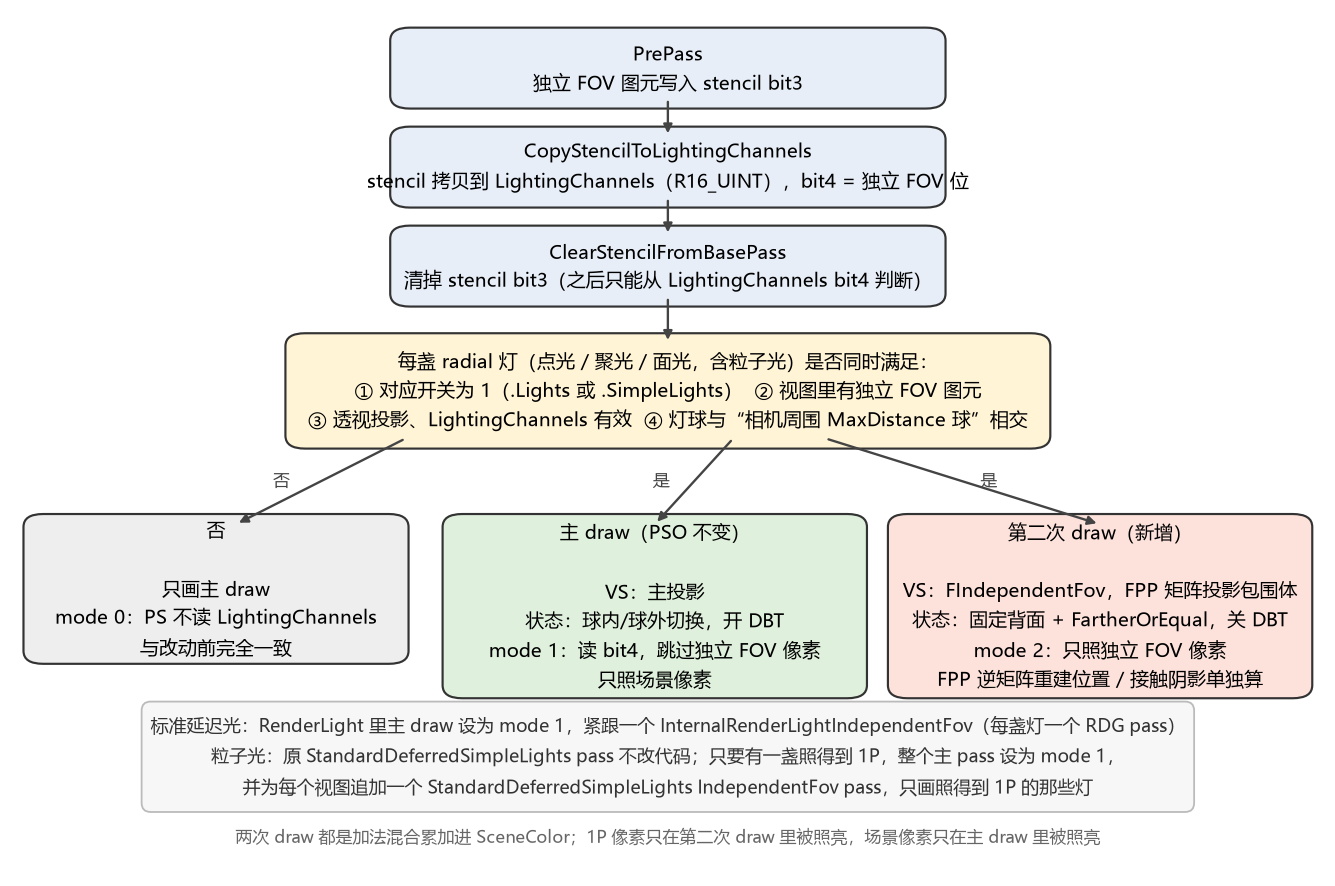 PrePass
独立 FOV 图元写入 stencil bit3
CopyStencilToLightingChannels
stencil 拷贝到 LightingChannels（R16_UINT），bit4 = 独立 FOV 位
ClearStencilFromBasePass
清掉 stencil bit3（之后只能从 LightingChannels bit4 判断）
每盏 radial 灯（点光 / 聚光 / 面光，含粒子光）是否同时满足：
① 对应开关为 1（.Lights 或 .SimpleLights） ② 视图里有独立 FOV 图元
③ 透视投影、LightingChannels 有效 ④ 灯球与“相机周围 MaxDistance 球”相交
否
是
是
否
只画主 draw
mode 0：PS 不读 LightingChannels
与改动前完全一致
主 draw（PSO 不变）
VS：主投影
状态：球内/球外切换，开 DBT
mode 1：读 bit4，跳过独立 FOV 像素
只照场景像素
第二次 draw（新增）
VS：FIndependentFov，FPP 矩阵投影包围体
状态：固定背面 + FartherOrEqual，关 DBT
mode 2：只照独立 FOV 像素
FPP 逆矩阵重建位置 / 接触阴影单独算
标准延迟光：RenderLight 里主 draw 设为 mode 1，紧跟一个 InternalRenderLightIndependentFov（每盏灯一个 RDG pass）
粒子光：原 StandardDeferredSimpleLights pass 不改代码；只要有一盏照得到 1P，整个主 pass 设为 mode 1，
并为每个视图追加一个 StandardDeferredSimpleLights IndependentFov pass，只画照得到 1P 的那些灯
两次 draw 都是加法混合累加进 SceneColor；1P 像素只在第二次 draw 里被照亮，场景像素只在主 draw 里被照亮